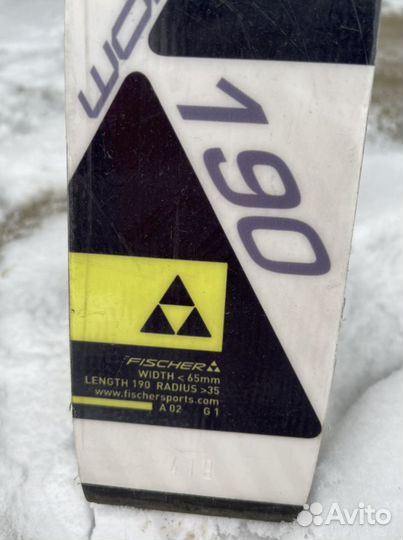 190
FISCHER
WIDTH < 65mm
LENGTH 190 RADIUS >35
www.fischersports.com
A 02 G 1
Avito